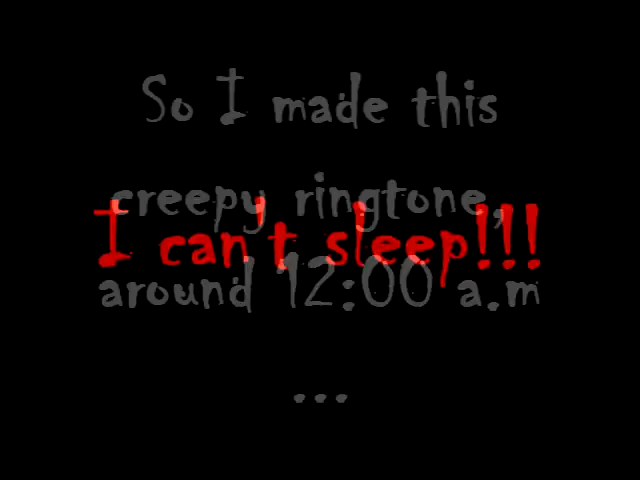 So I made this
creepy ringtone,
I can't sleep!!!
around 12:00 a.m
...